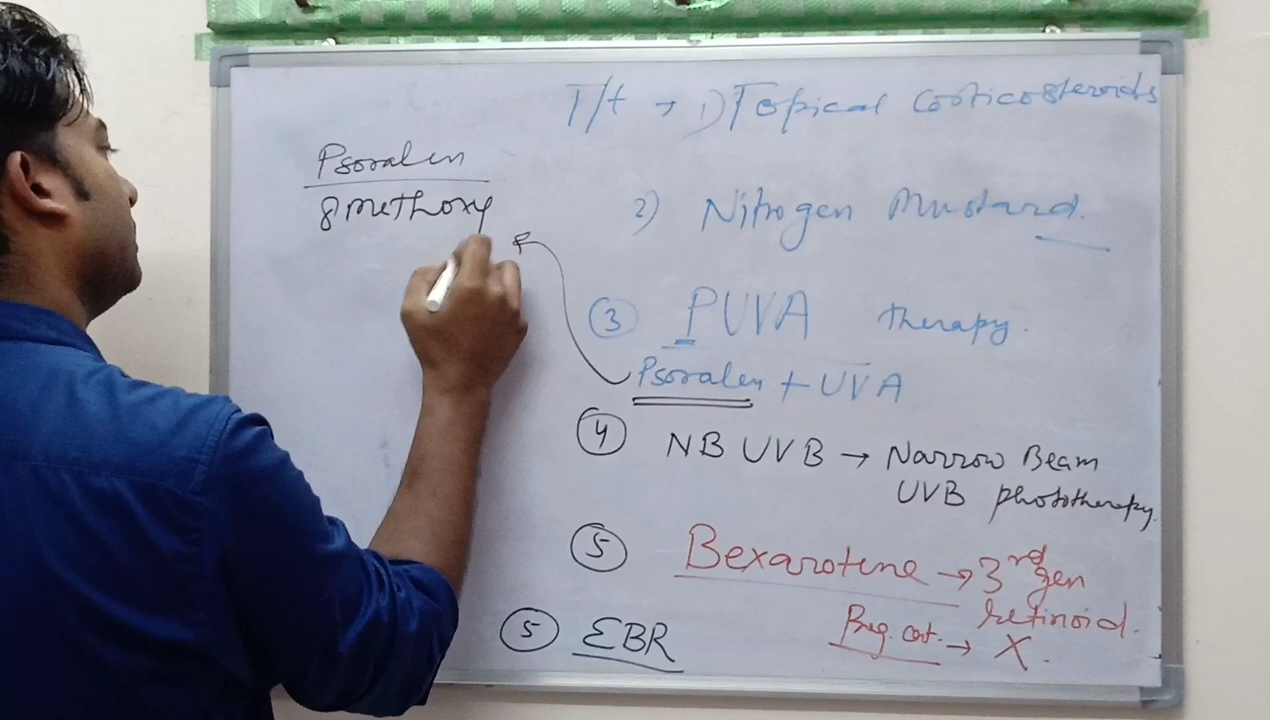 T/t → 1) Topical Corticosteroids
Psoralen
8 methoxy
2) Nitrogen Mustard.
③ PUVA therapy.
Psoralen + UVA
④ NB UVB → Narrow Beam
UVB phototherapy.
⑤ Bexarotene → 3rd gen
retinoid.
Preg. cat. → X.
⑤ EBR